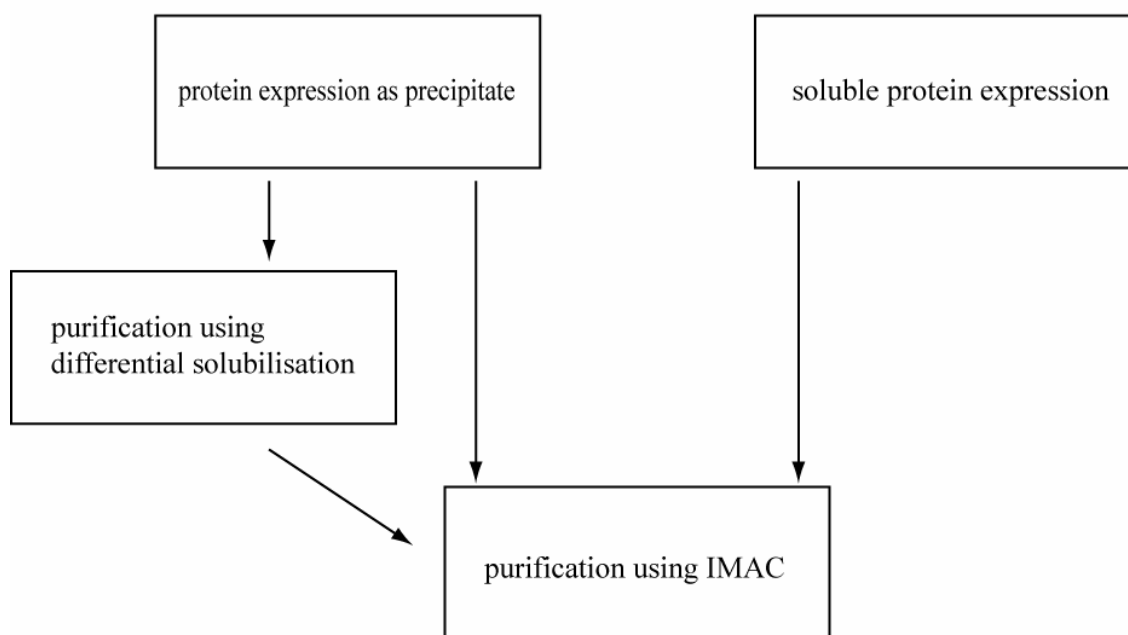 protein expression as precipitate
soluble protein expression
purification using
differential solubilisation
purification using IMAC